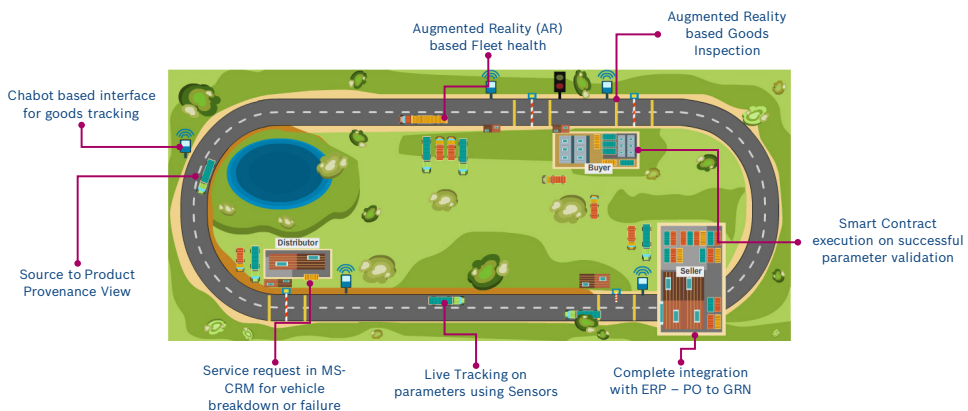 Augmented Reality (AR)
based Fleet health
Augmented Reality
based Goods
Inspection
Chabot based interface
for goods tracking
Buyer
Smart Contract
execution on successful
parameter validation
Distributor
Seller
Source to Product
Provenance View
Service request in MS-
CRM for vehicle
breakdown or failure
Live Tracking on
parameters using Sensors
Complete integration
with ERP – PO to GRN